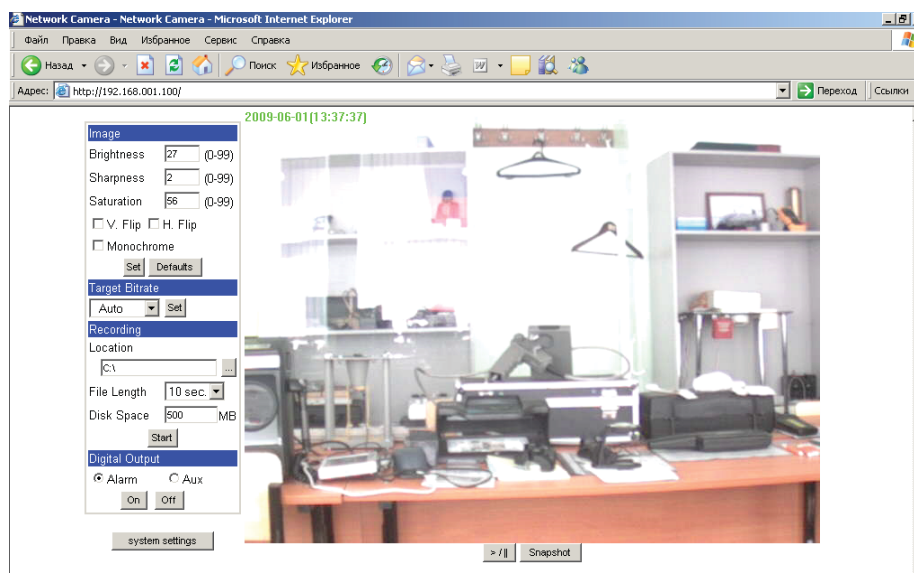 Network Camera - Network Camera - Microsoft Internet Explorer
Файл Правка Вид Избранное Сервис Справка
Назад Поиск Избранное
Адрес: http://192.168.001.100/ Переход Ссылки
2009-06-01(13:37:37)
Image
Brightness 27 (0-99)
Sharpness 2 (0-99)
Saturation 56 (0-99)
V. Flip H. Flip
Monochrome
Set Defaults
Target Bitrate
Auto Set
Recording
Location
C:\ ...
File Length 10 sec.
Disk Space 500 MB
Start
Digital Output
Alarm Aux
On Off
system settings
> / || Snapshot